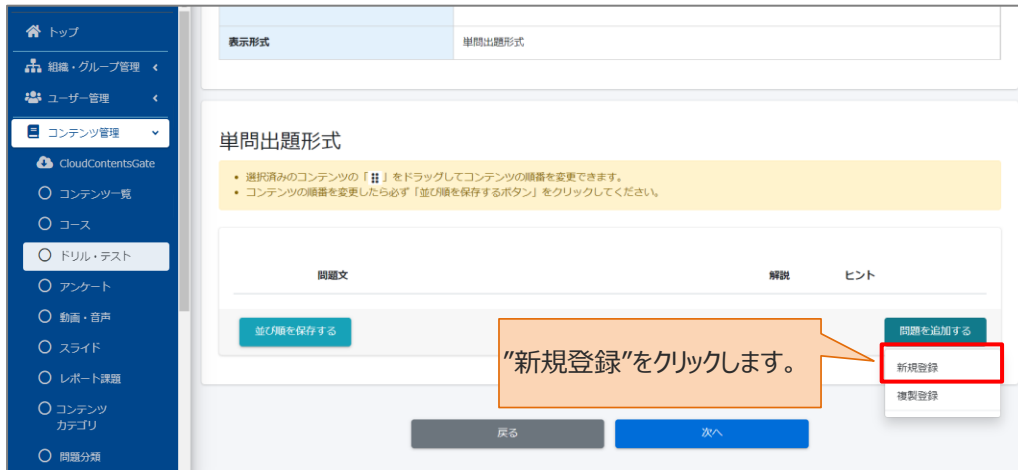 トップ
組織・グループ管理
ユーザー管理
コンテンツ管理
CloudContentsGate
コンテンツ一覧
コース
ドリル・テスト
アンケート
動画・音声
スライド
レポート課題
コンテンツ
カテゴリ
問題分類
表示形式 単問出題形式
単問出題形式
• 選択済みのコンテンツの「⠿」をドラッグしてコンテンツの順番を変更できます。
• コンテンツの順番を変更したら必ず「並び順を保存するボタン」をクリックしてください。
問題文 解説 ヒント
並び順を保存する 問題を追加する
”新規登録”をクリックします。
新規登録
複製登録
戻る 次へ